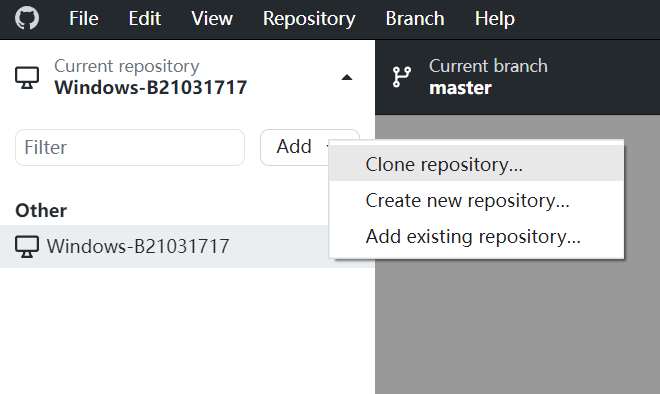 File Edit View Repository Branch Help
Current repository
Windows-B21031717
Current branch
master
Filter
Add
Clone repository...
Create new repository...
Add existing repository...
Other
Windows-B21031717